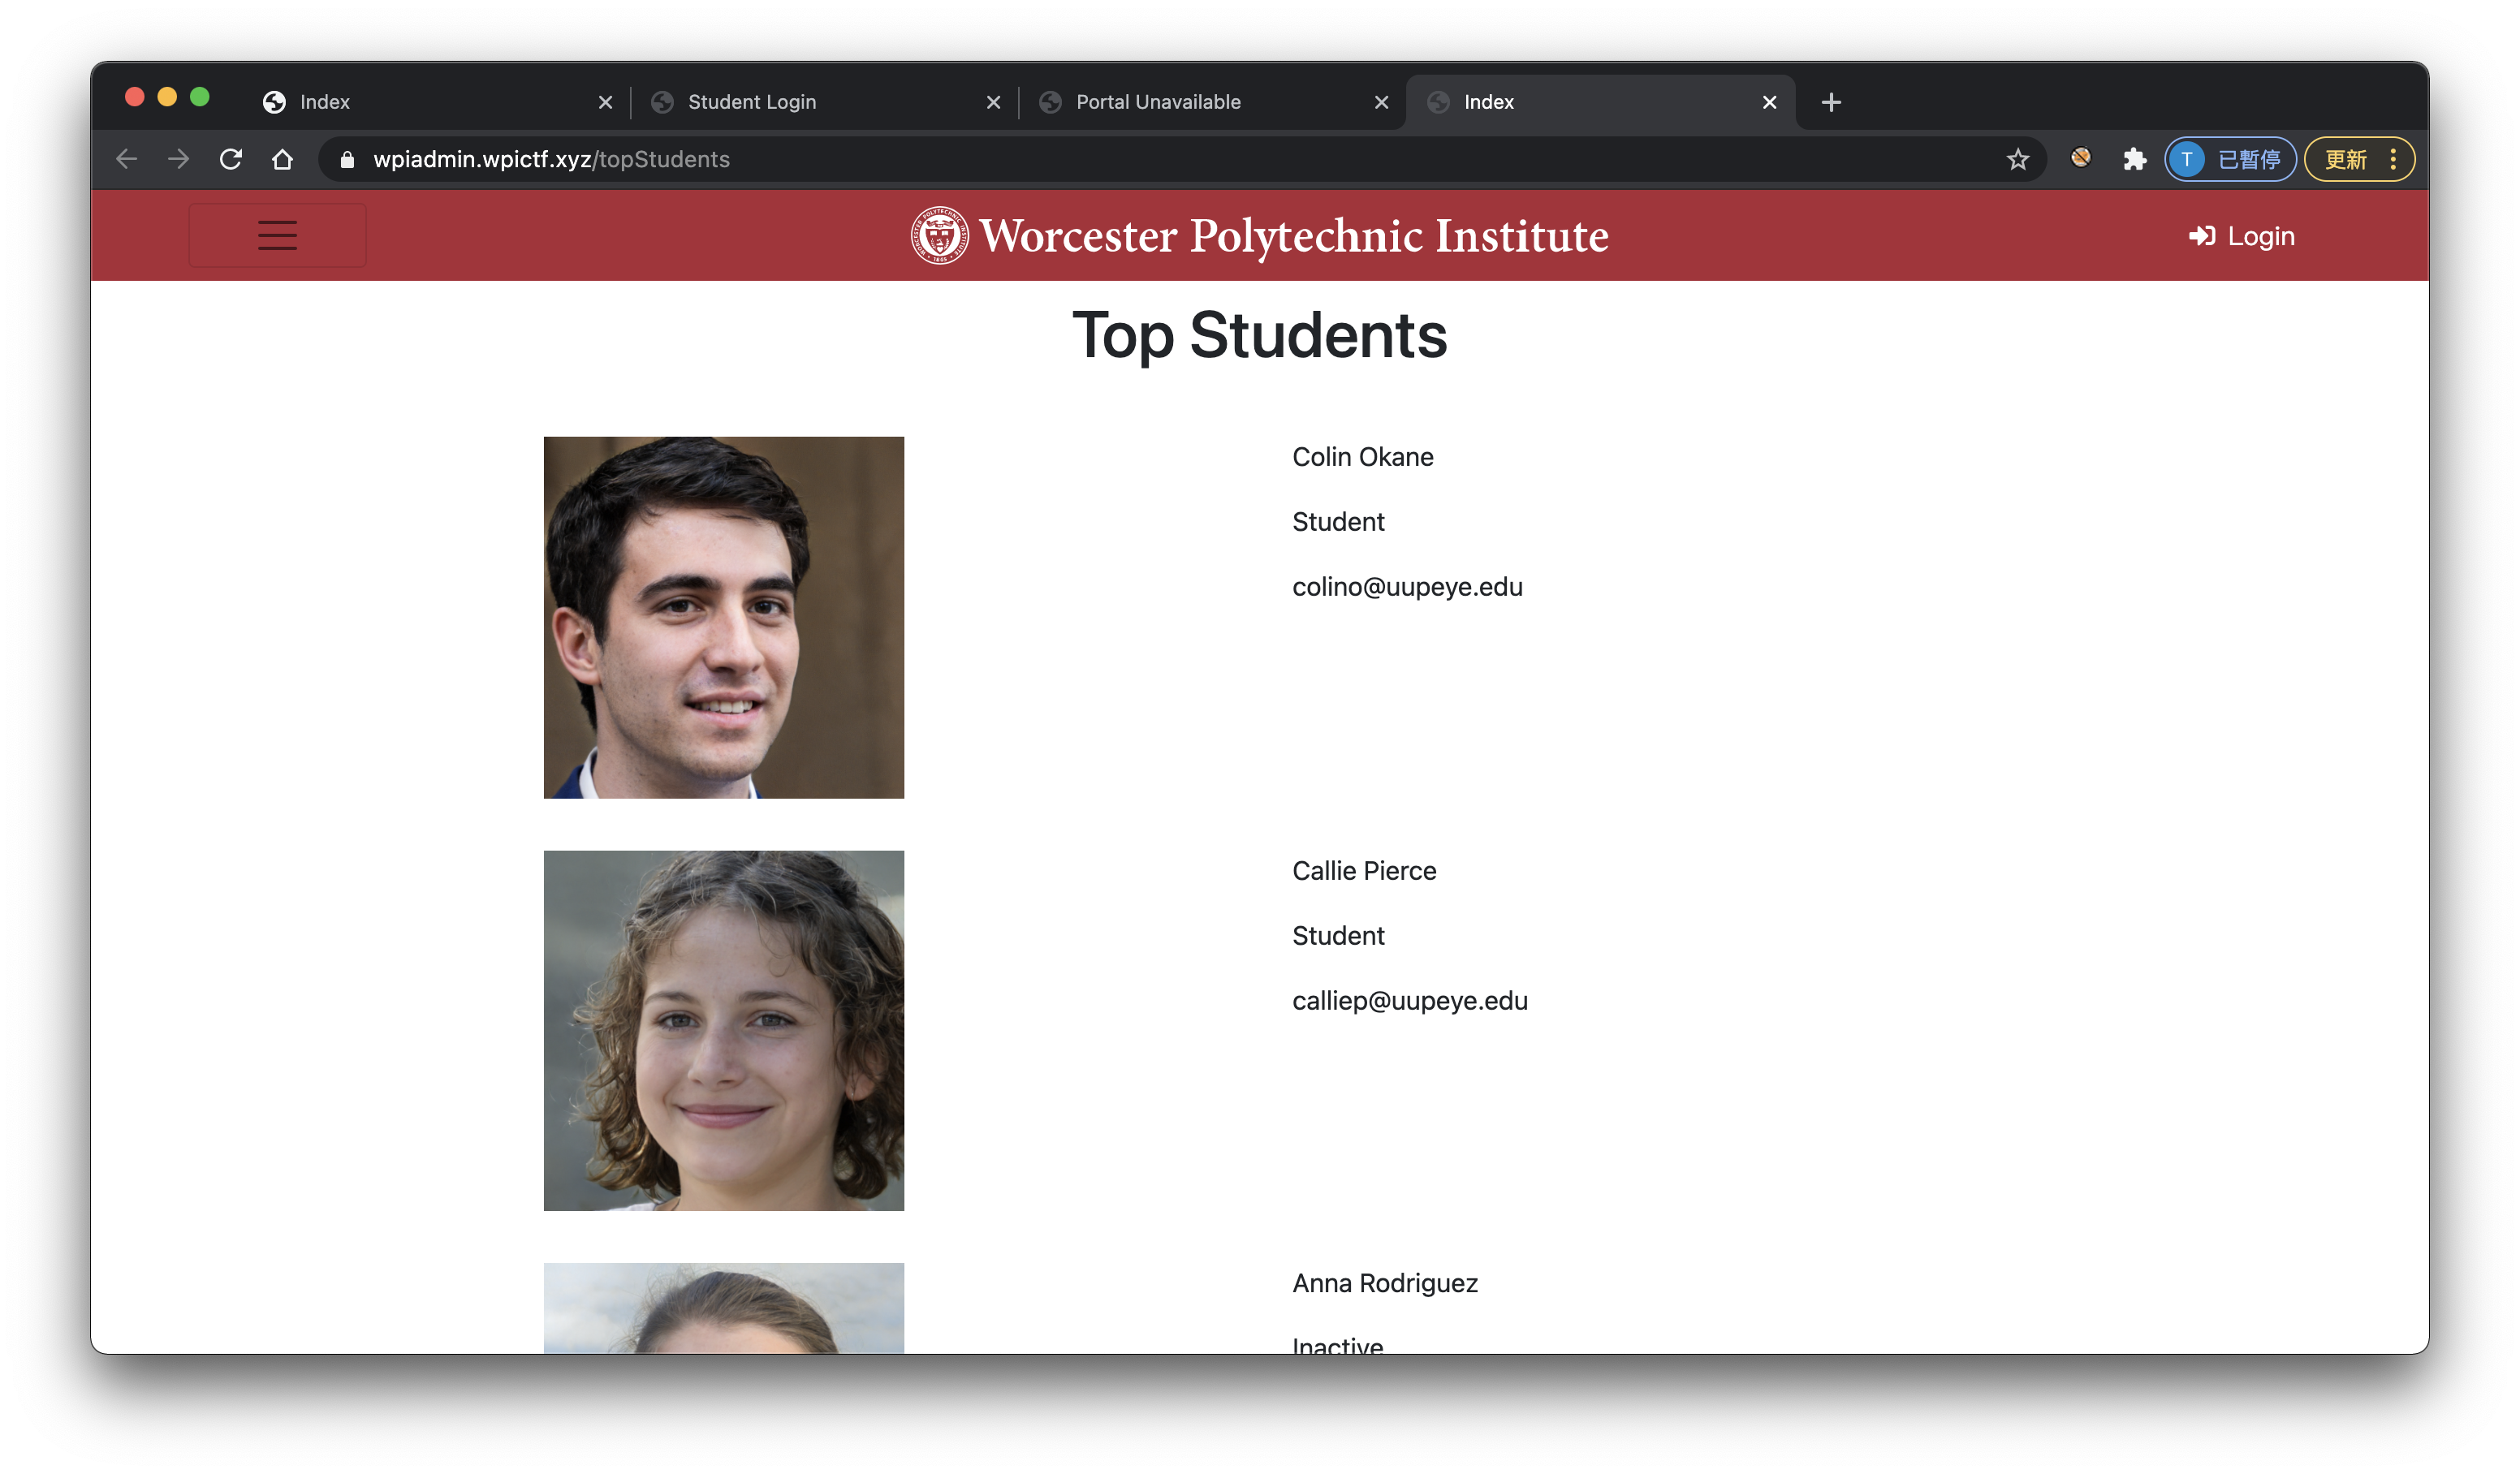 Index
Student Login
Portal Unavailable
Index
wpiadmin.wpictf.xyz/topStudents
T 已暫停
更新
Worcester Polytechnic Institute
Login
Top Students
Colin Okane
Student
colino@uupeye.edu
Callie Pierce
Student
calliep@uupeye.edu
Anna Rodriguez
Inactive